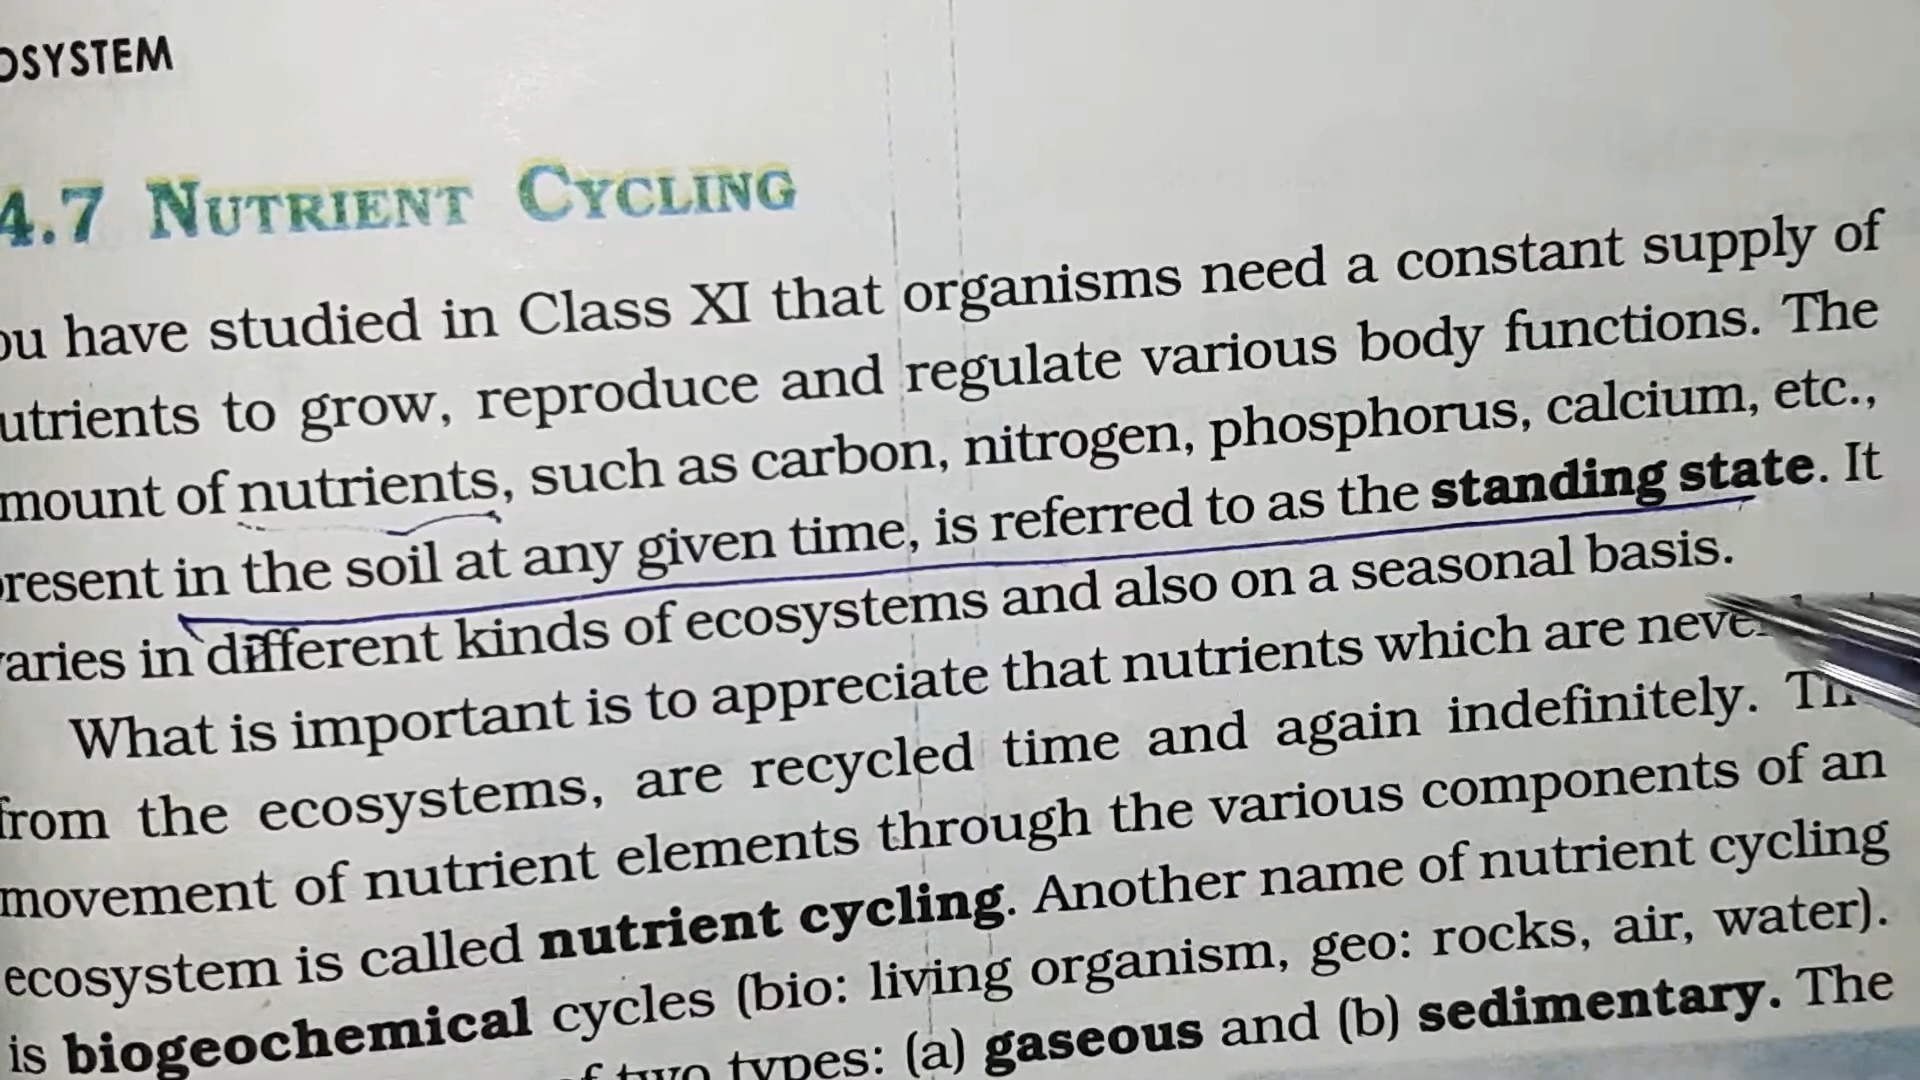 OSYSTEM
4.7 NUTRIENT CYCLING
ou have studied in Class XI that organisms need a constant supply of
utrients to grow, reproduce and regulate various body functions. The
mount of nutrients, such as carbon, nitrogen, phosphorus, calcium, etc.,
present in the soil at any given time, is referred to as the standing state. It
aries in different kinds of ecosystems and also on a seasonal basis.
What is important is to appreciate that nutrients which are neve
from the ecosystems, are recycled time and again indefinitely.
movement of nutrient elements through the various components of an
ecosystem is called nutrient cycling. Another name of nutrient cycling
is biogeochemical cycles (bio: living organism, geo: rocks, air, water).
of two types: (a) gaseous and (b) sedimentary. The